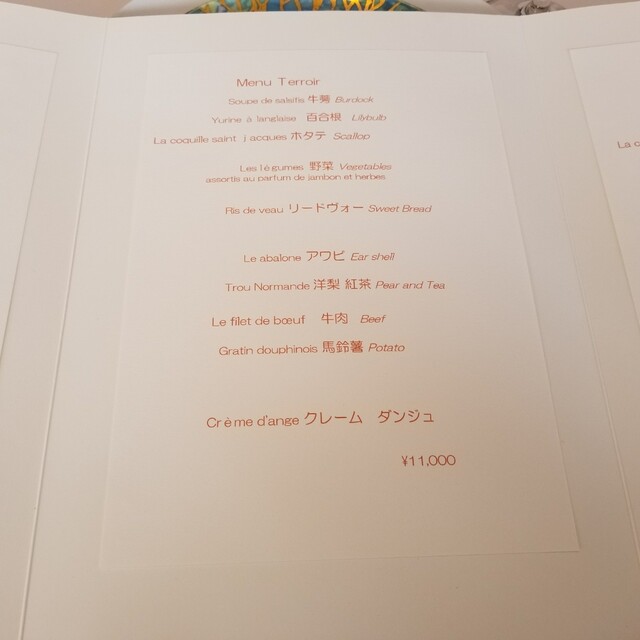 Menu Terroir
Soupe de salsifis 牛蒡 Burdock
Yurine à langlaise 百合根 Lilybulb
La coquille saint jacques ホタテ Scallop
Les légumes 野菜 Vegetables
assortis au parfum de jambon et herbes
Ris de veau リードヴォー Sweet Bread
Le abalone アワビ Ear shell
Trou Normande 洋梨 紅茶 Pear and Tea
Le filet de bœuf 牛肉 Beef
Gratin douphinois 馬鈴薯 Potato
Crème d'ange クレーム ダンジュ
¥11,000
La c